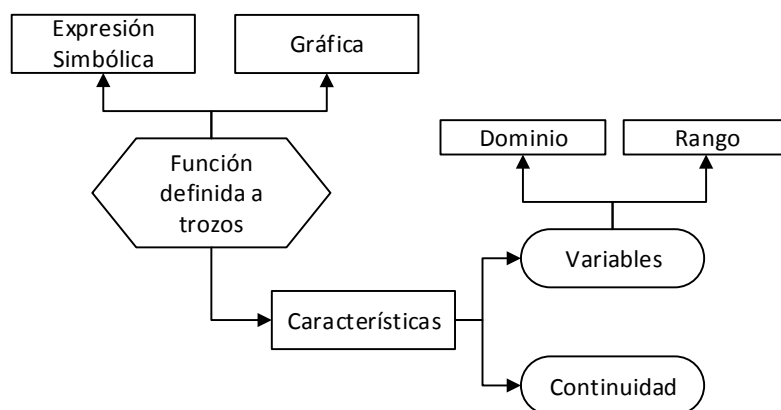 Expresión
Simbólica
Gráfica
Función
definida a
trozos
Dominio
Rango
Variables
Características
Continuidad